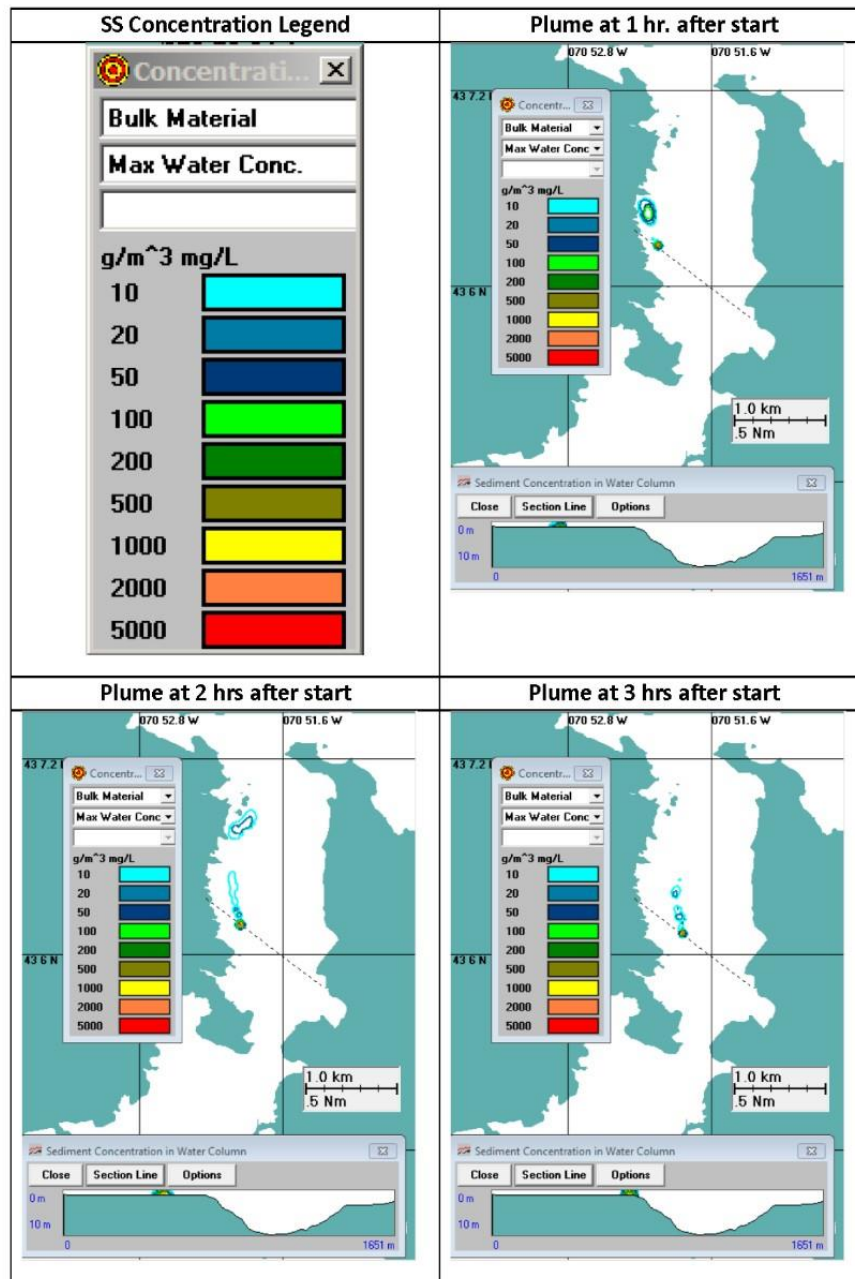 SS Concentration Legend
Concentrati...
Bulk Material
Max Water Conc.
g/m^3 mg/L
10
20
50
100
200
500
1000
2000
5000
Plume at 1 hr. after start
070 52.8 W 070 51.6 W
43 7.2
Concentr...
Bulk Material
Max Water Conc
g/m^3 mg/L
10
20
50
100
200
500
1000
2000
5000
43 6 N
1.0 km
.5 Nm
Sediment Concentration in Water Column
Close Section Line Options
0 m
10 m
0 1651 m
Plume at 2 hrs after start
070 52.8 W 070 51.6 W
43 7.2
Concentr...
Bulk Material
Max Water Conc
g/m^3 mg/L
10
20
50
100
200
500
1000
2000
5000
43 6 N
1.0 km
.5 Nm
Sediment Concentration in Water Column
Close Section Line Options
0 m
10 m
0 1651 m
Plume at 3 hrs after start
070 52.8 W 070 51.6 W
43 7.2
Concentr...
Bulk Material
Max Water Conc
g/m^3 mg/L
10
20
50
100
200
500
1000
2000
5000
43 6 N
1.0 km
.5 Nm
Sediment Concentration in Water Column
Close Section Line Options
0 m
10 m
0 1651 m